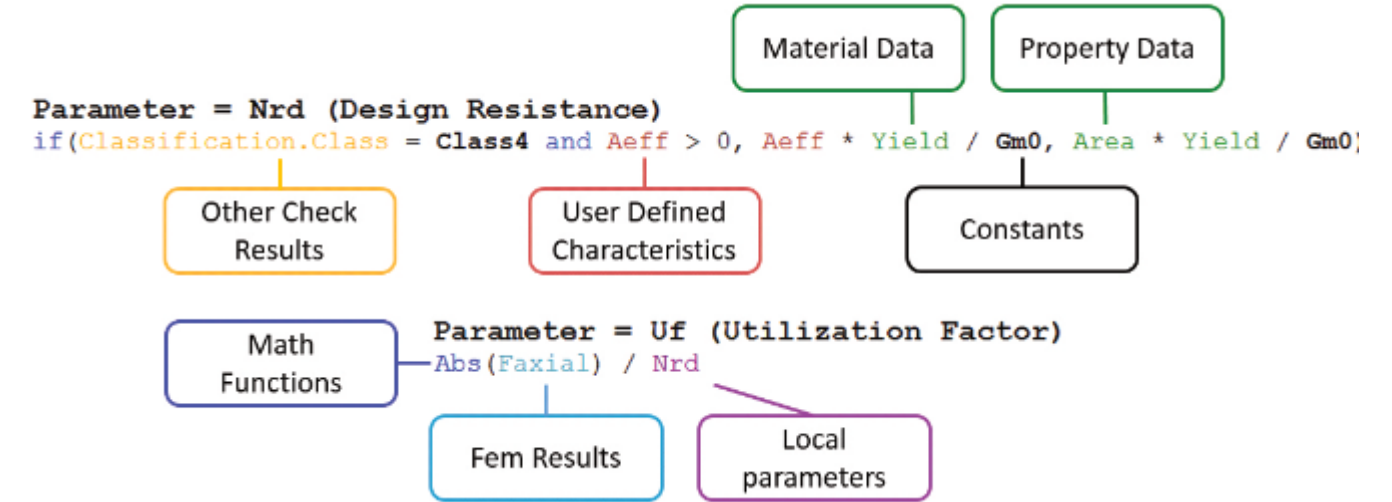 Material Data
Property Data
Parameter = Nrd (Design Resistance)
if(Classification.Class = Class4 and Aeff > 0, Aeff * Yield / Gm0, Area * Yield / Gm0)
Other Check
Results
User Defined
Characteristics
Constants
Parameter = Uf (Utilization Factor)
Abs(Faxial) / Nrd
Math
Functions
Fem Results
Local
parameters